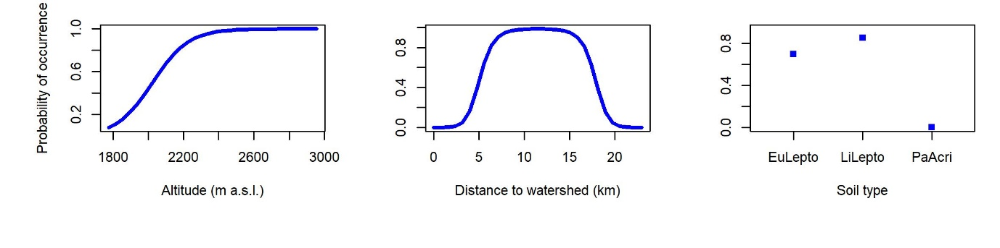 Probability of occurrence
1.0
0.6
0.2
1800 2200 2600 3000
Altitude (m a.s.l.)
0.8
0.4
0.0
0 5 10 15 20
Distance to watershed (km)
0.8
0.4
0.0
EuLepto LiLepto PaAcri
Soil type